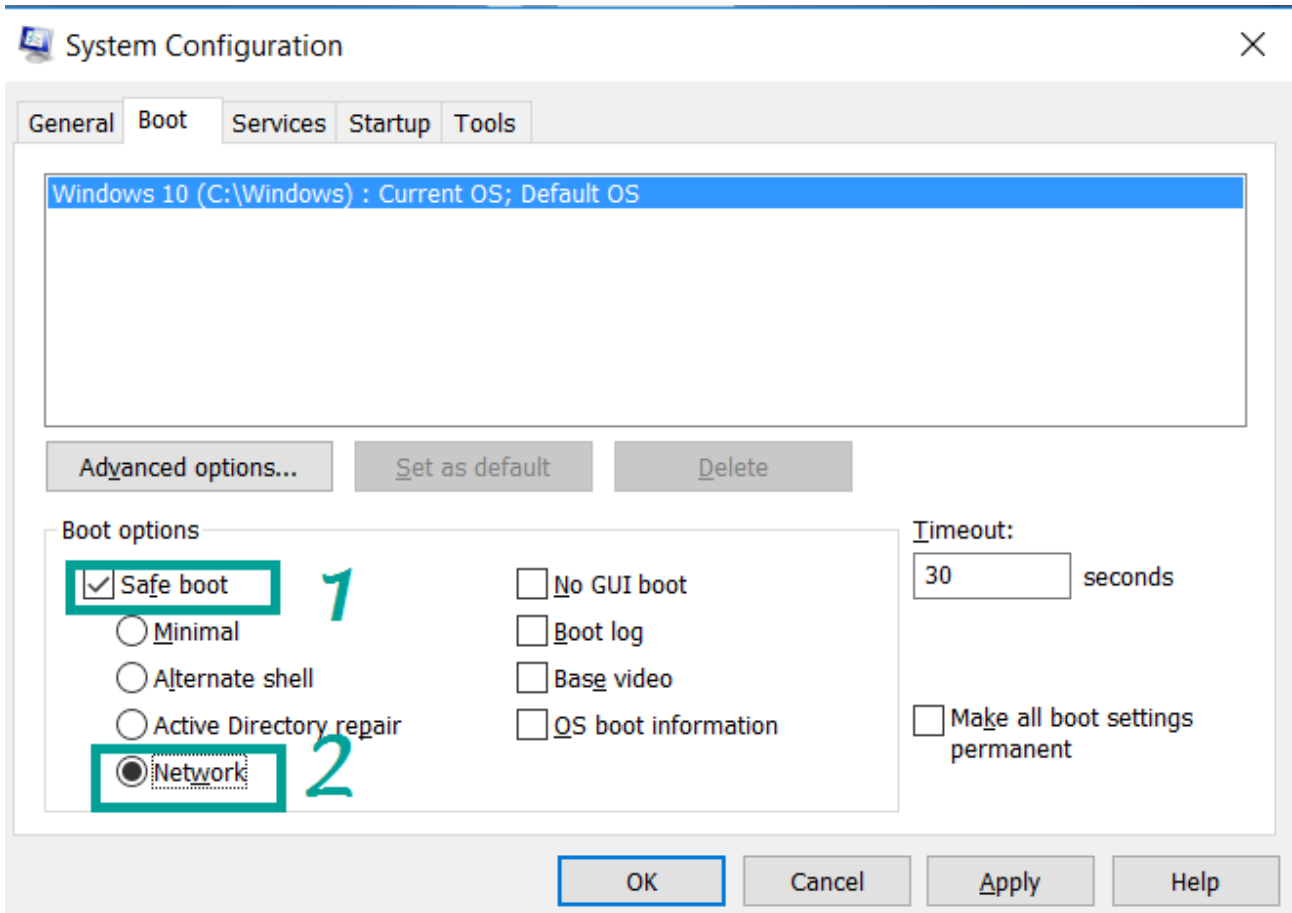 System Configuration
General Boot Services Startup Tools
Windows 10 (C:\Windows) : Current OS; Default OS
Advanced options... Set as default Delete
Boot options Timeout:
Safe boot 1 No GUI boot 30 seconds
Minimal Boot log
Alternate shell Base video
Active Directory repair OS boot information Make all boot settings
permanent
Network 2
OK Cancel Apply Help